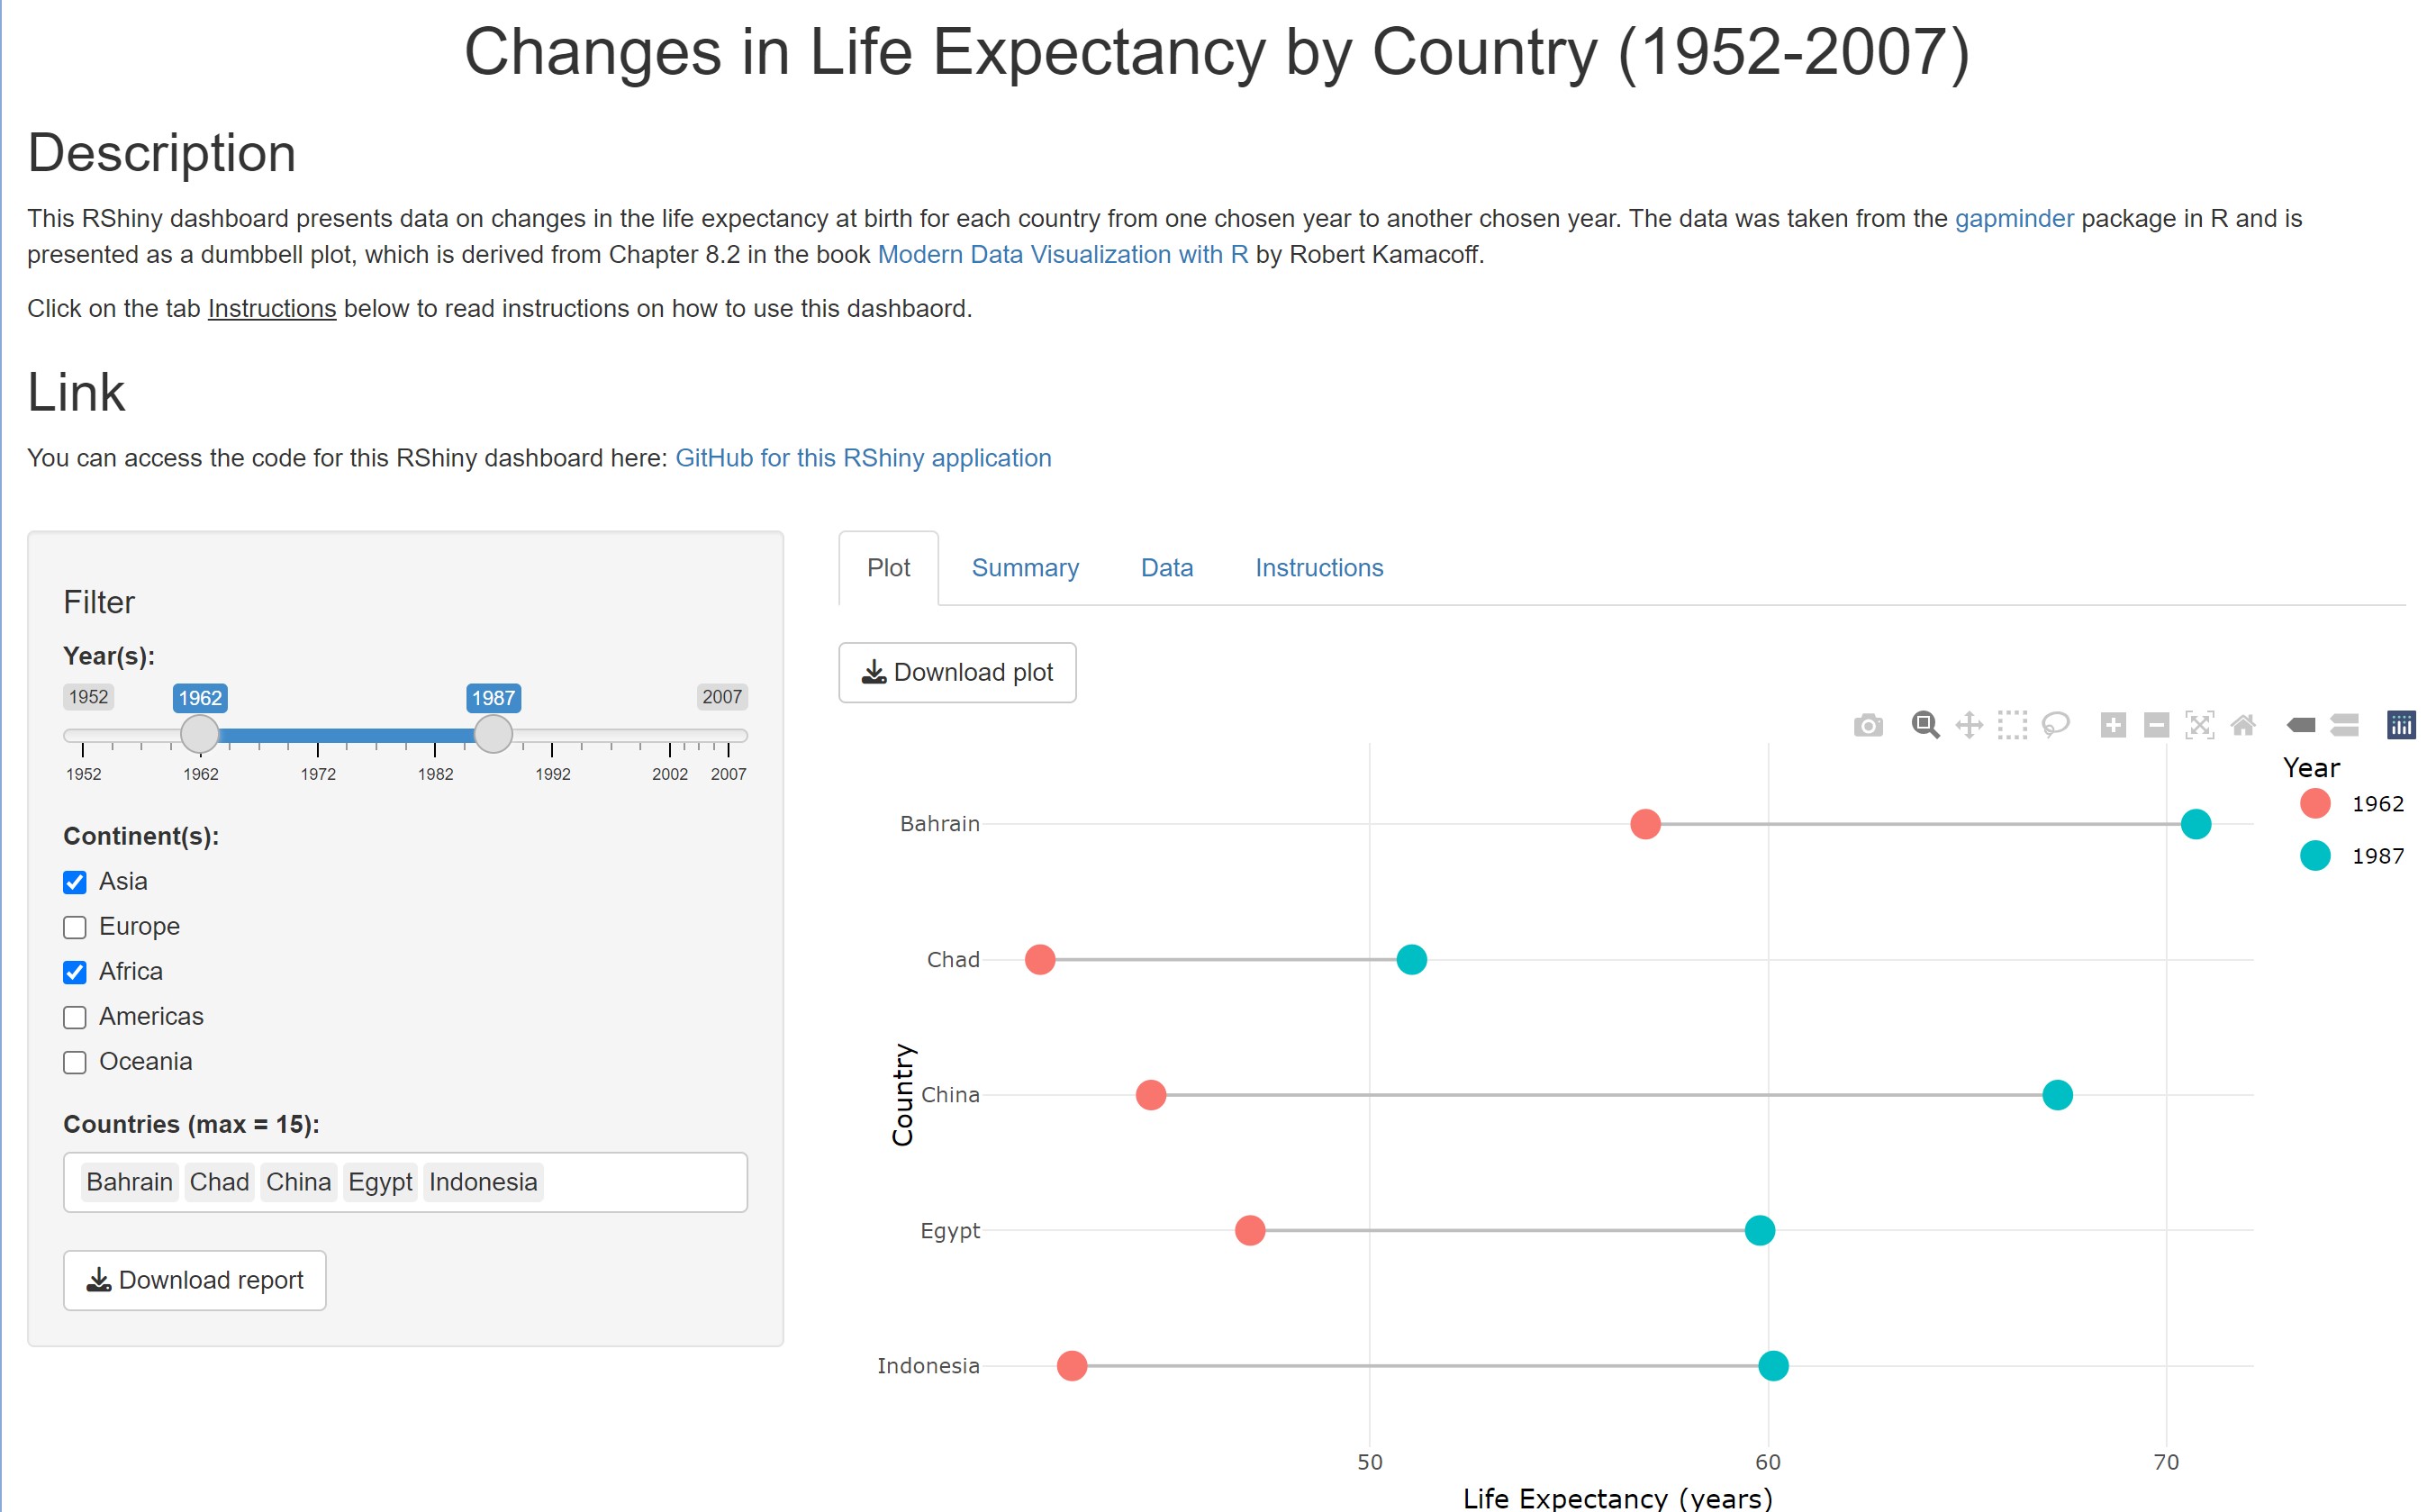 Changes in Life Expectancy by Country (1952-2007)
Description
This RShiny dashboard presents data on changes in the life expectancy at birth for each country from one chosen year to another chosen year. The data was taken from the gapminder package in R and is
presented as a dumbbell plot, which is derived from Chapter 8.2 in the book Modern Data Visualization with R by Robert Kamacoff.
Click on the tab Instructions below to read instructions on how to use this dashbaord.
Link
You can access the code for this RShiny dashboard here: GitHub for this RShiny application
Filter
Year(s):
1952 1962 1987 2007
1952 1962 1972 1982 1992 2002 2007
Continent(s):
Asia
Europe
Africa
Americas
Oceania
Countries (max = 15):
Bahrain Chad China Egypt Indonesia
Download report
Plot Summary Data Instructions
Download plot
Year
1962
1987
Country
Bahrain
Chad
China
Egypt
Indonesia
50 60 70
Life Expectancy (years)